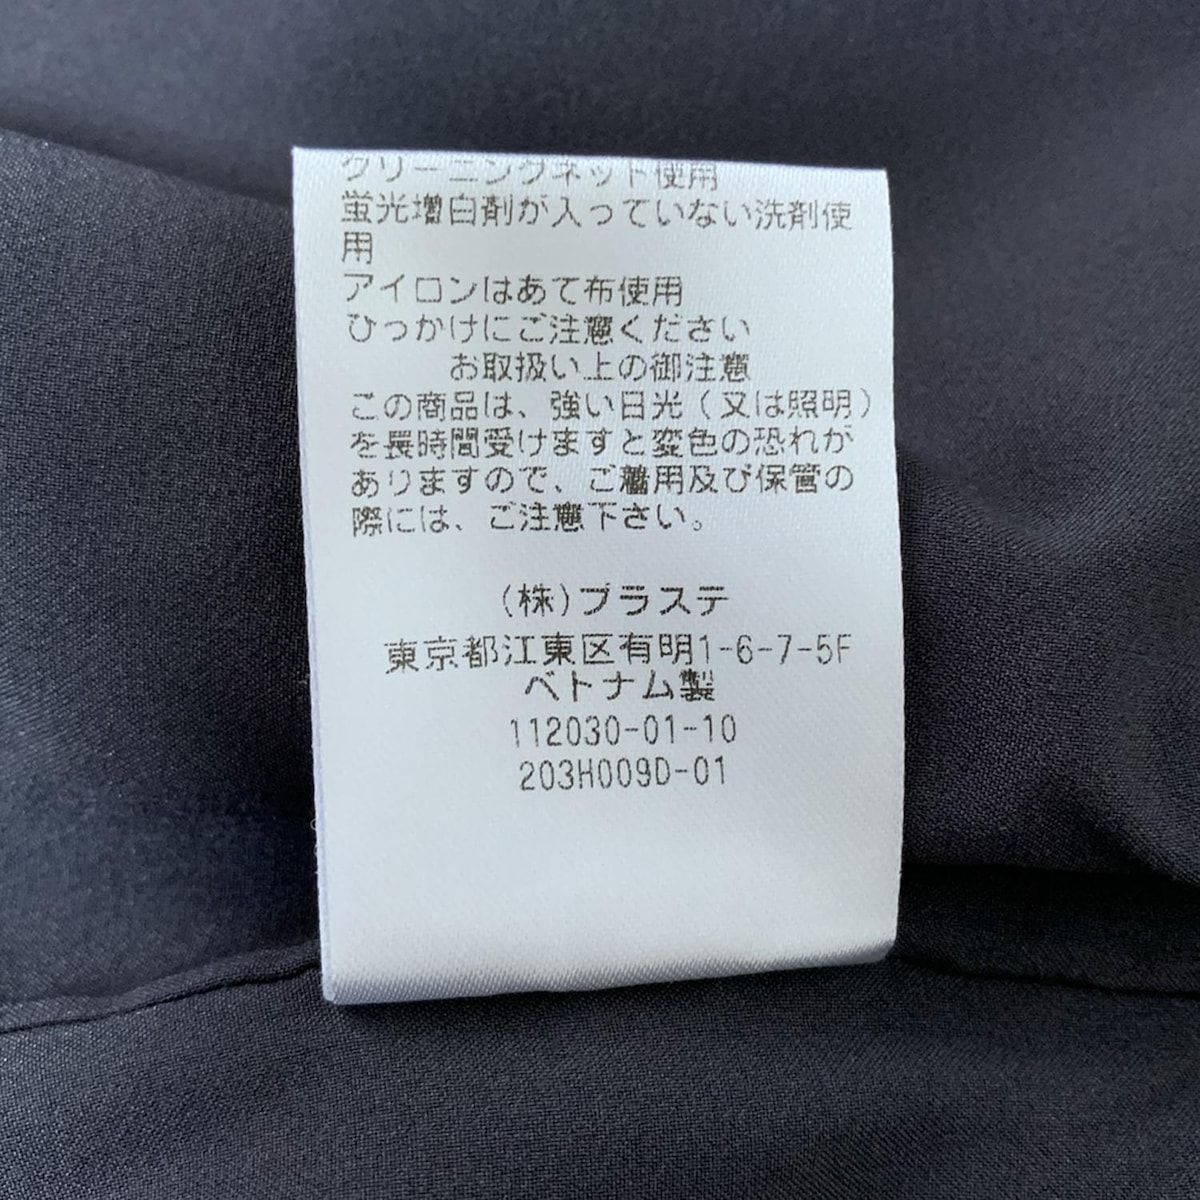 クリーニングネット使用
蛍光増白剤が入っていない洗剤使
用
アイロンはあて布使用
ひっかけにご注意ください
お取扱い上の御注意
この商品は、強い日光(又は照明)
を長時間受けますと変色の恐れが
ありますので、ご着用及び保管の
際には、ご注意下さい。
(株)プラステ
東京都江東区有明1-6-7-5F
ベトナム製
112030-01-10
203H009D-01